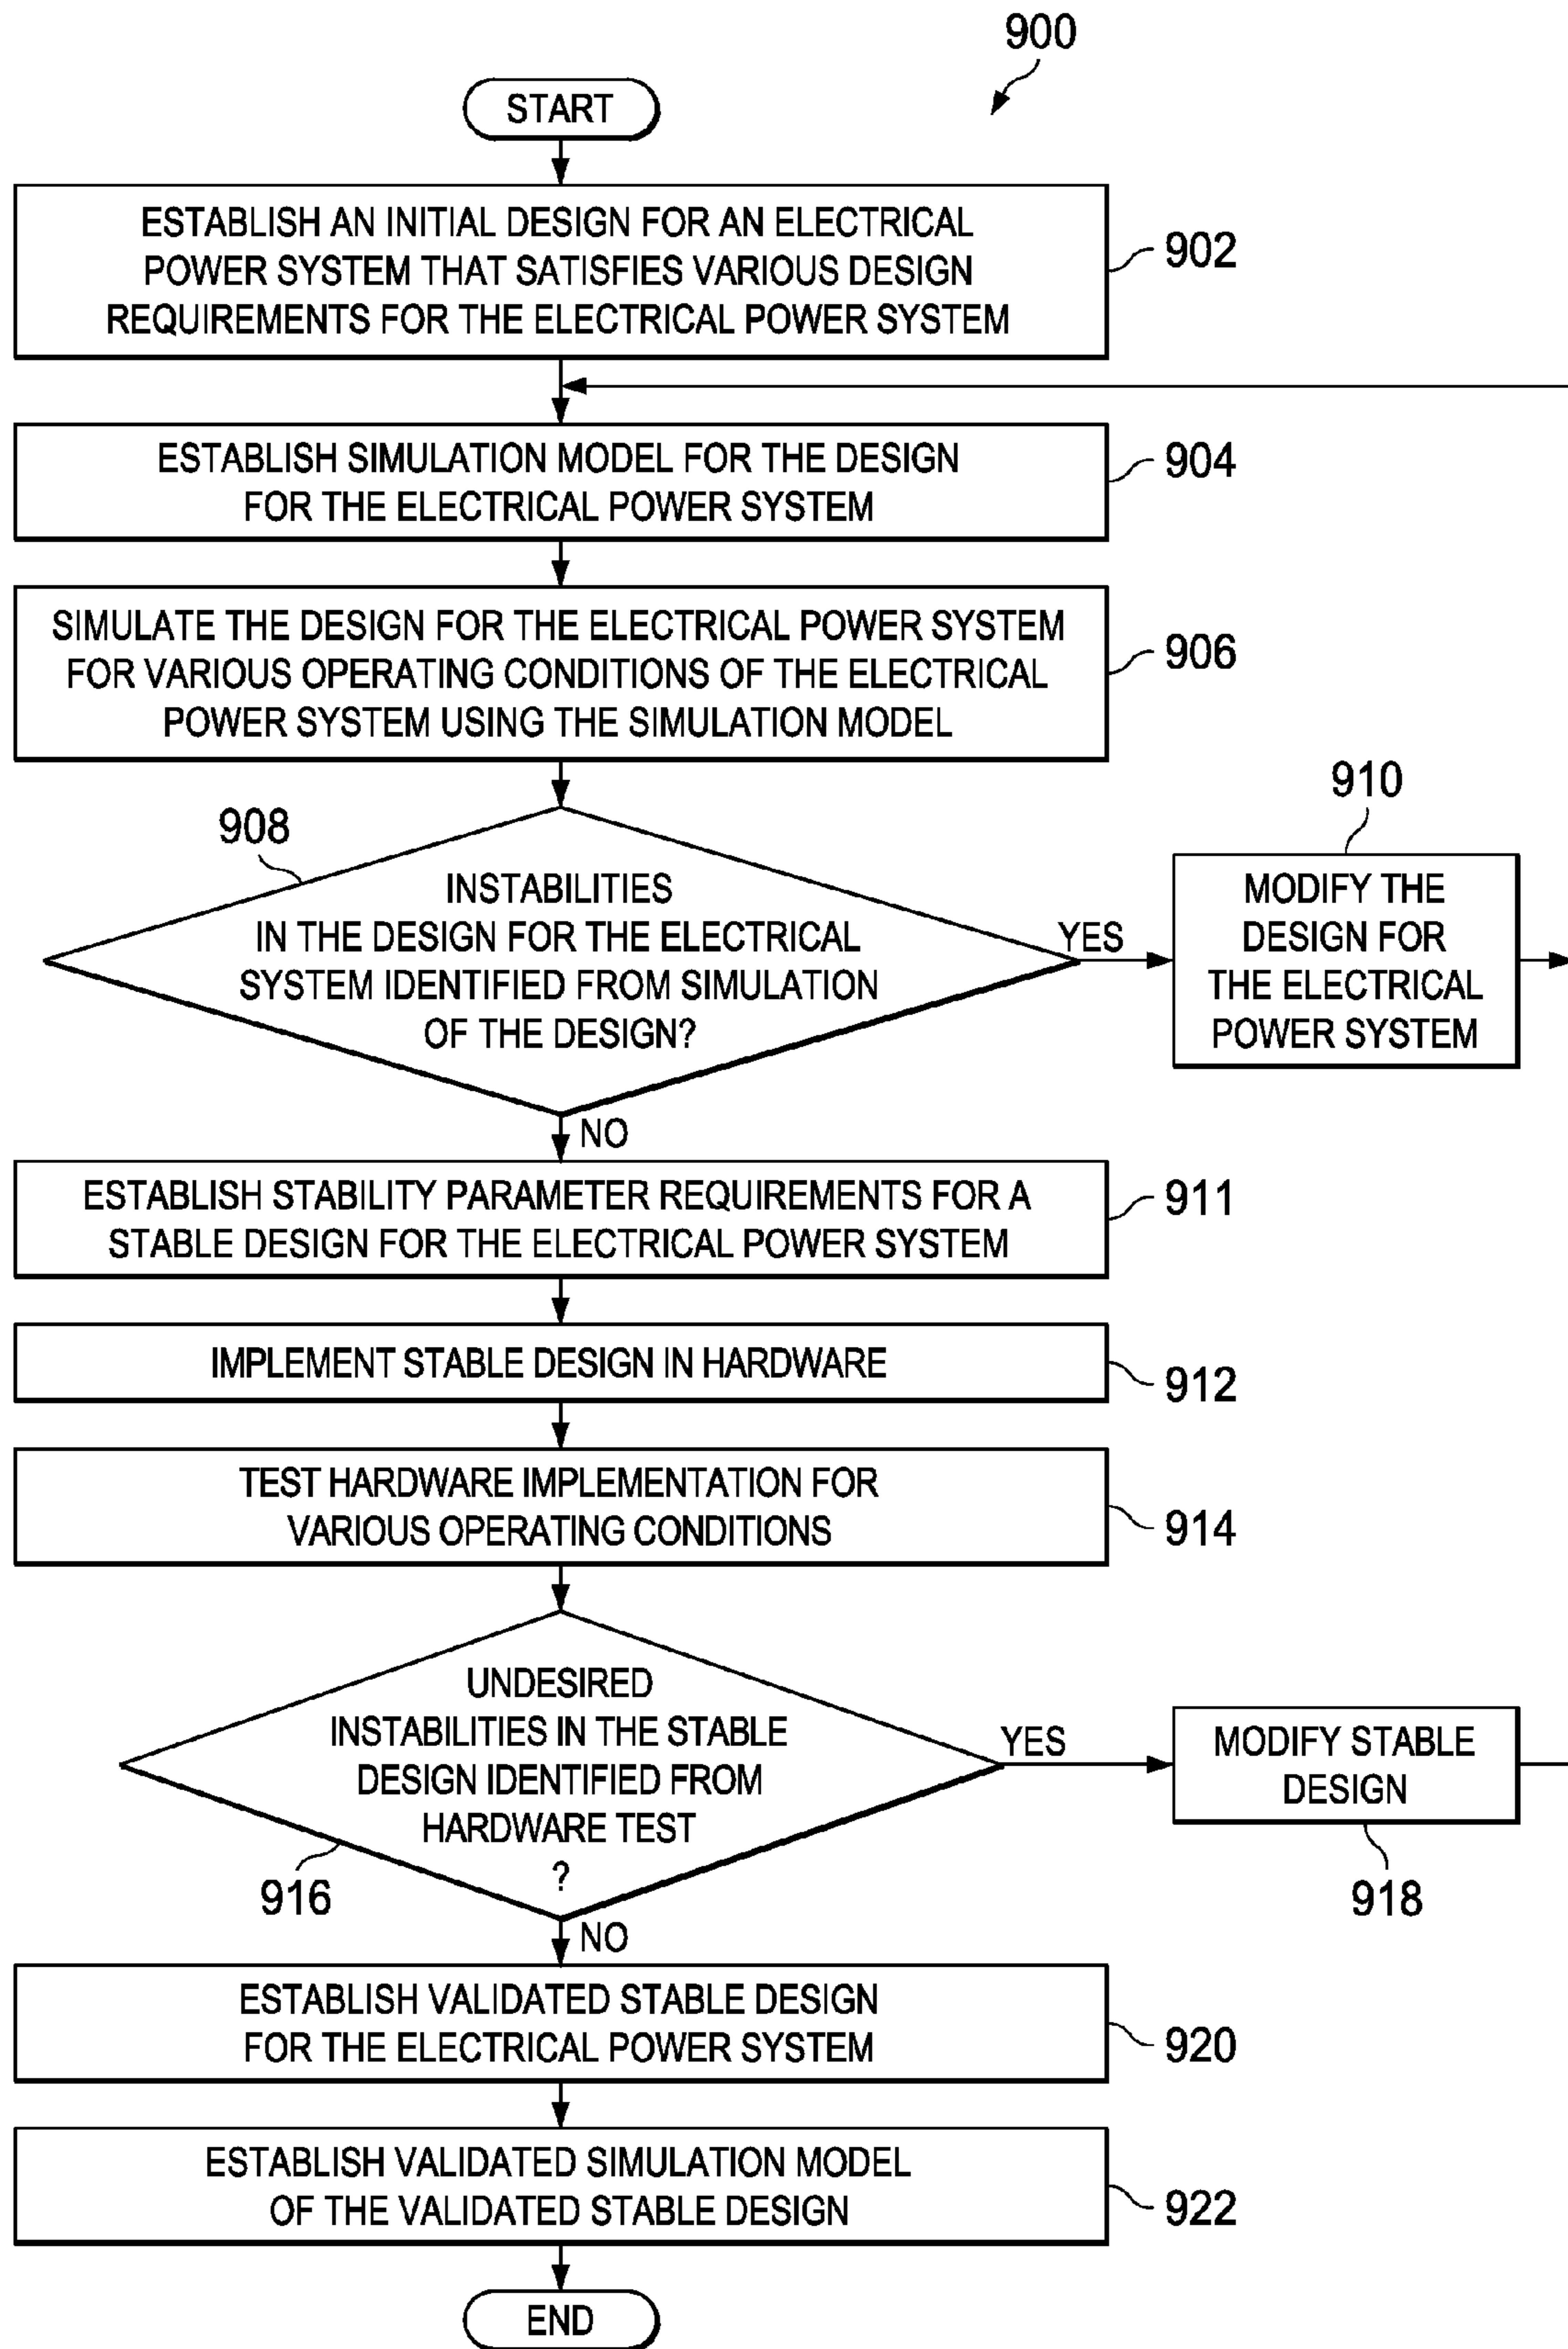 900
START
ESTABLISH AN INITIAL DESIGN FOR AN ELECTRICAL
POWER SYSTEM THAT SATISFIES VARIOUS DESIGN
REQUIREMENTS FOR THE ELECTRICAL POWER SYSTEM
902
ESTABLISH SIMULATION MODEL FOR THE DESIGN
FOR THE ELECTRICAL POWER SYSTEM
904
SIMULATE THE DESIGN FOR THE ELECTRICAL POWER SYSTEM
FOR VARIOUS OPERATING CONDITIONS OF THE ELECTRICAL
POWER SYSTEM USING THE SIMULATION MODEL
906
908
INSTABILITIES
IN THE DESIGN FOR THE ELECTRICAL
SYSTEM IDENTIFIED FROM SIMULATION
OF THE DESIGN?
YES
910
MODIFY THE
DESIGN FOR
THE ELECTRICAL
POWER SYSTEM
NO
ESTABLISH STABILITY PARAMETER REQUIREMENTS FOR A
STABLE DESIGN FOR THE ELECTRICAL POWER SYSTEM
911
IMPLEMENT STABLE DESIGN IN HARDWARE
912
TEST HARDWARE IMPLEMENTATION FOR
VARIOUS OPERATING CONDITIONS
914
UNDESIRED
INSTABILITIES IN THE STABLE
DESIGN IDENTIFIED FROM
HARDWARE TEST
?
916
YES
MODIFY STABLE
DESIGN
918
NO
ESTABLISH VALIDATED STABLE DESIGN
FOR THE ELECTRICAL POWER SYSTEM
920
ESTABLISH VALIDATED SIMULATION MODEL
OF THE VALIDATED STABLE DESIGN
922
END